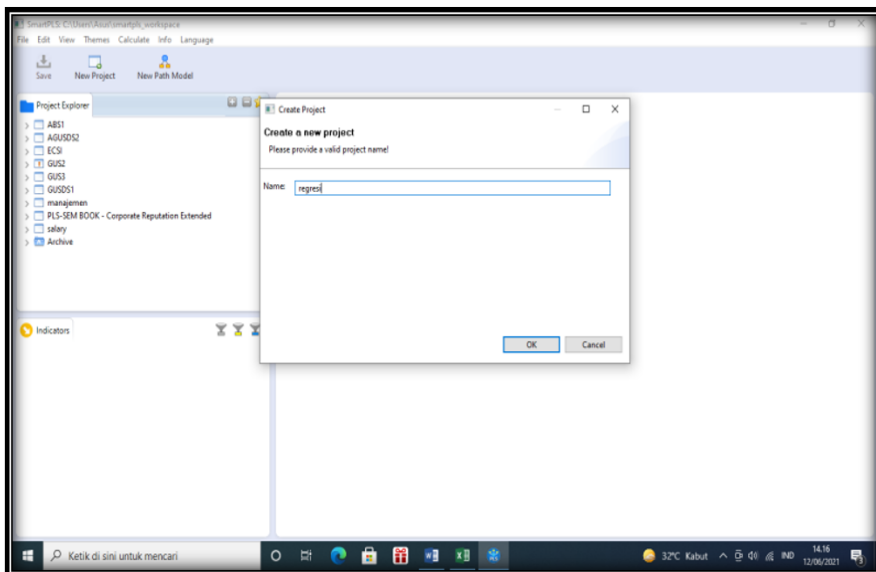 SmartPLS: C:\Users\Asus\smartpls_workspace
File Edit View Themes Calculate Info Language
Save New Project New Path Model
Project Explorer
ABS1
AGUSDS2
ECSI
GUS2
GUS3
GUSDS1
manajemen
PLS-SEM BOOK - Corporate Reputation Extended
salary
Archive
Indicators
Create Project
Create a new project
Please provide a valid project name!
Name: regresi
OK Cancel
Ketik di sini untuk mencari
32°C Kabut
IND
14.16
12/06/2021